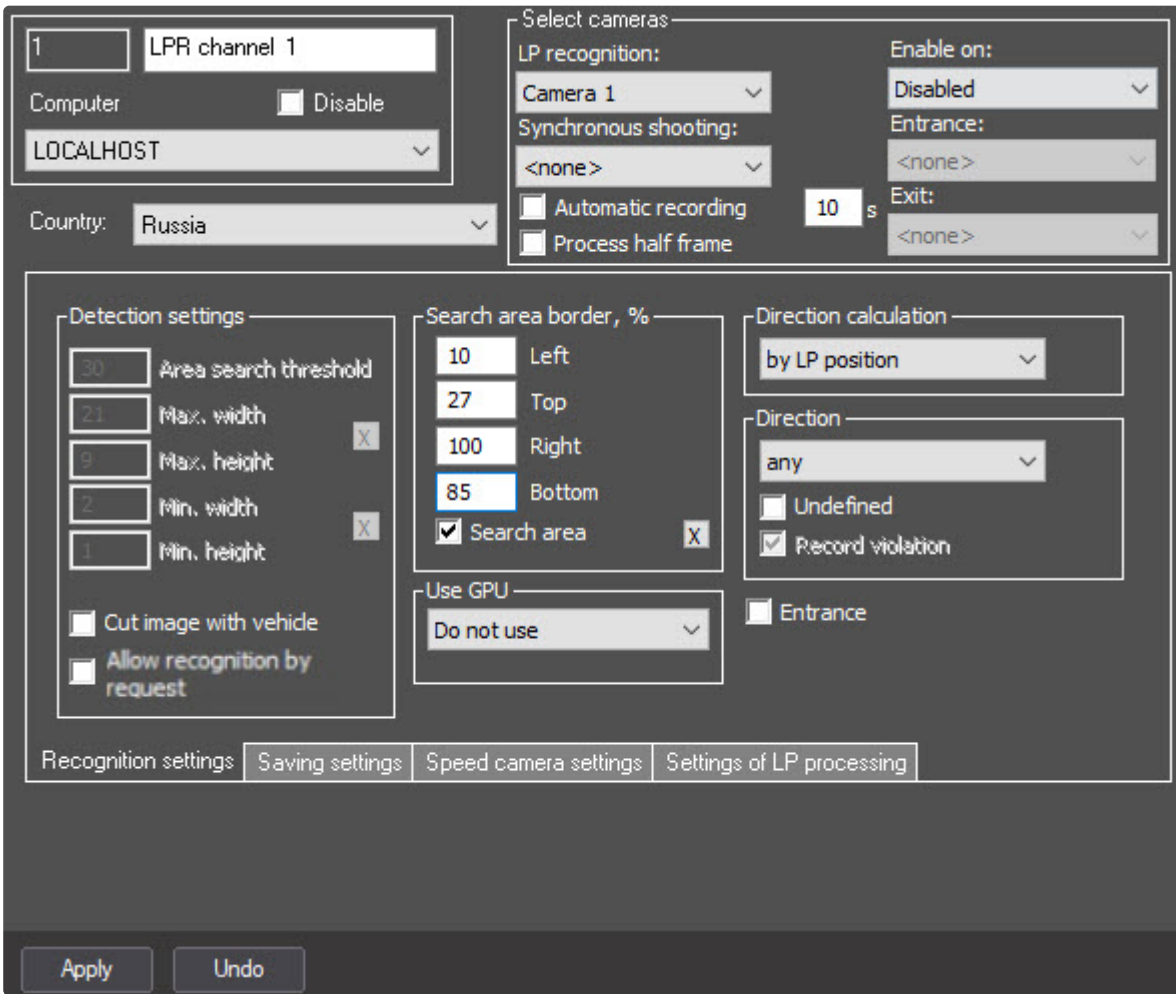 1
LPR channel 1
Computer
Disable
LOCALHOST
Country:
Russia
Select cameras
LP recognition:
Camera 1
Synchronous shooting:
<none>
Automatic recording
10 s
Process half frame
Enable on:
Disabled
Entrance:
<none>
Exit:
<none>
Detection settings
30 Area search threshold
21 Max. width
X
9 Max. height
2 Min. width
X
1 Min. height
Cut image with vehicle
Allow recognition by
request
Search area border, %
10 Left
27 Top
100 Right
85 Bottom
Search area X
Use GPU
Do not use
Direction calculation
by LP position
Direction
any
Undefined
Record violation
Entrance
Recognition settings
Saving settings
Speed camera settings
Settings of LP processing
Apply
Undo